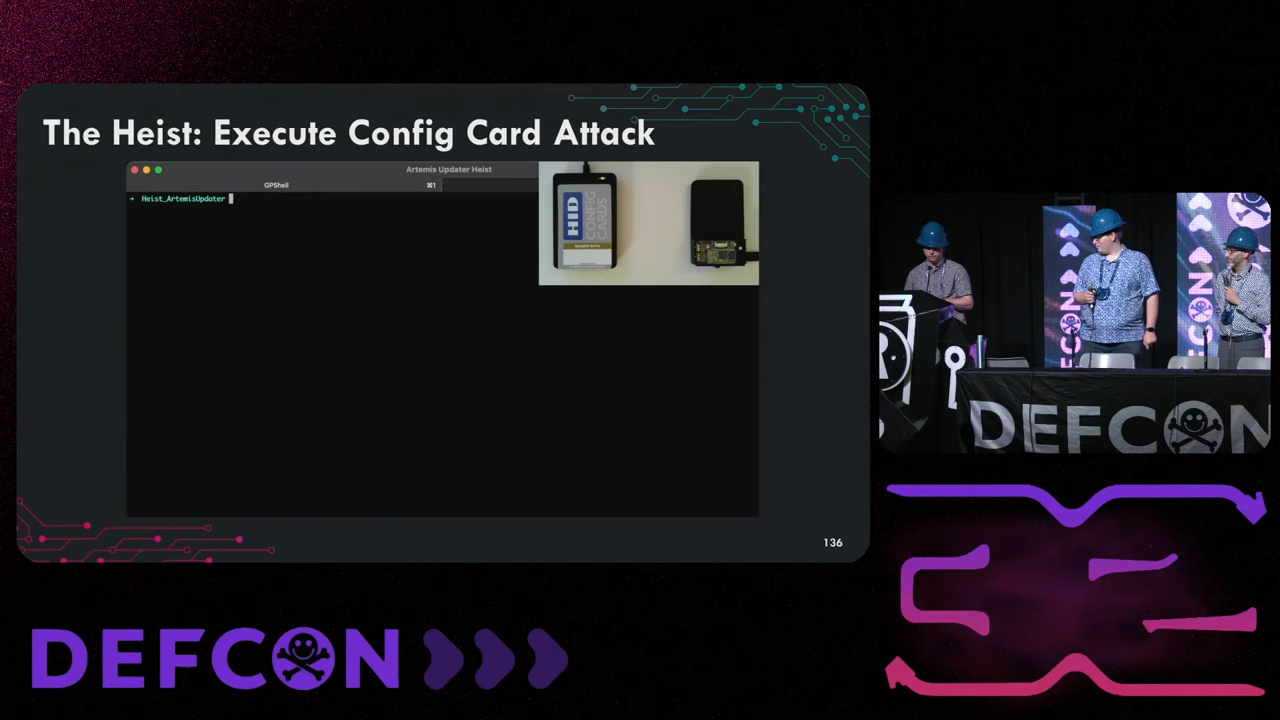 The Heist: Execute Config Card Attack
Artemis Updater Heist
GPShell
⌘1
➜ Heist_ArtemisUpdater
HID
CONFIG
CARDS
136
DEFCON
DEFCON
DEFCON
DEFCON